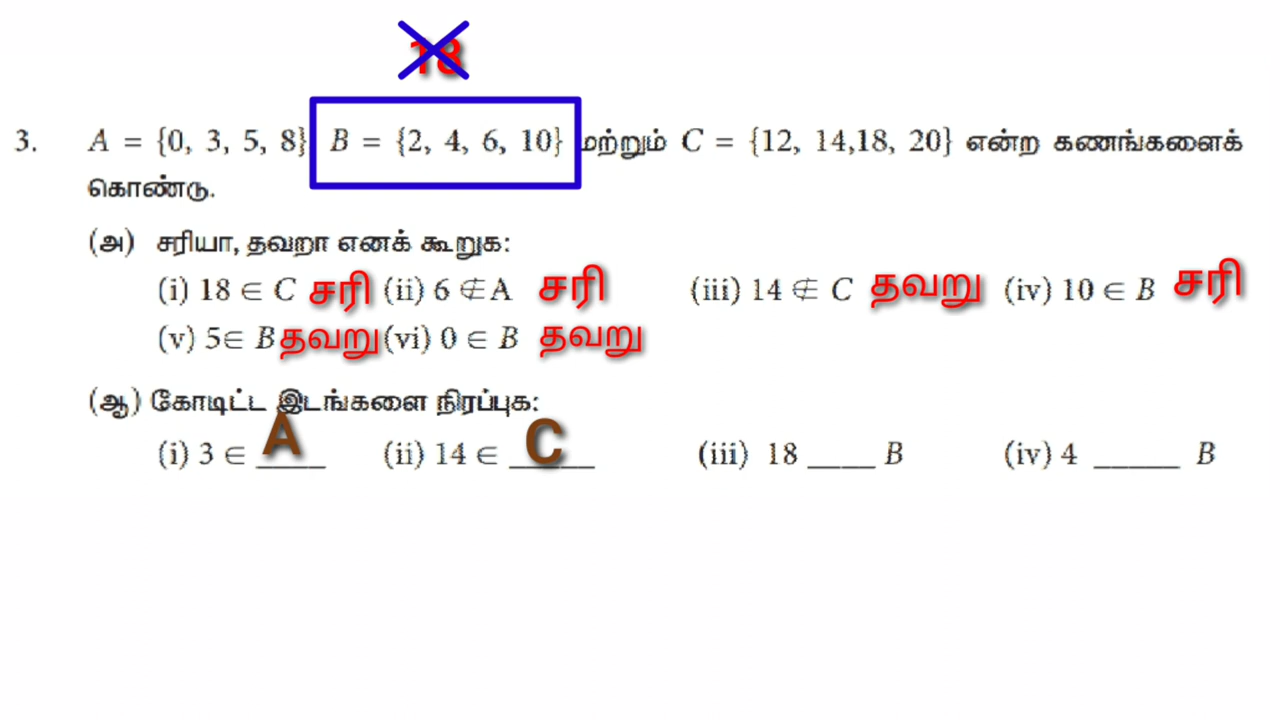 18
3. A = {0, 3, 5, 8} B = {2, 4, 6, 10} மற்றும் C = {12, 14,18, 20} என்ற கணங்களைக்
கொண்டு.
(அ) சரியா, தவறா எனக் கூறுக:
(i) 18 ∈ C சரி (ii) 6 ∉ A சரி (iii) 14 ∉ C தவறு (iv) 10 ∈ B சரி
(v) 5∈ B தவறு (vi) 0 ∈ B தவறு
(ஆ) கோடிட்ட இடங்களை நிரப்புக:
(i) 3 ∈ A (ii) 14 ∈ C (iii) 18 ____ B (iv) 4 _____ B